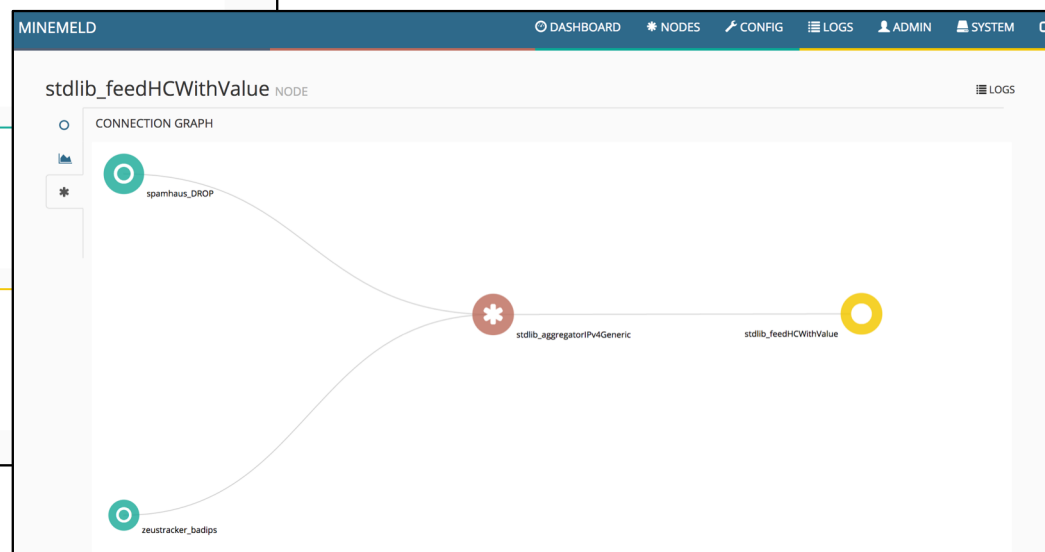 MINEMELD
DASHBOARD
NODES
CONFIG
LOGS
ADMIN
SYSTEM
stdlib_feedHCWithValue NODE
LOGS
CONNECTION GRAPH
spamhaus_DROP
stdlib_aggregatorIPv4Generic
stdlib_feedHCWithValue
zeustracker_badips